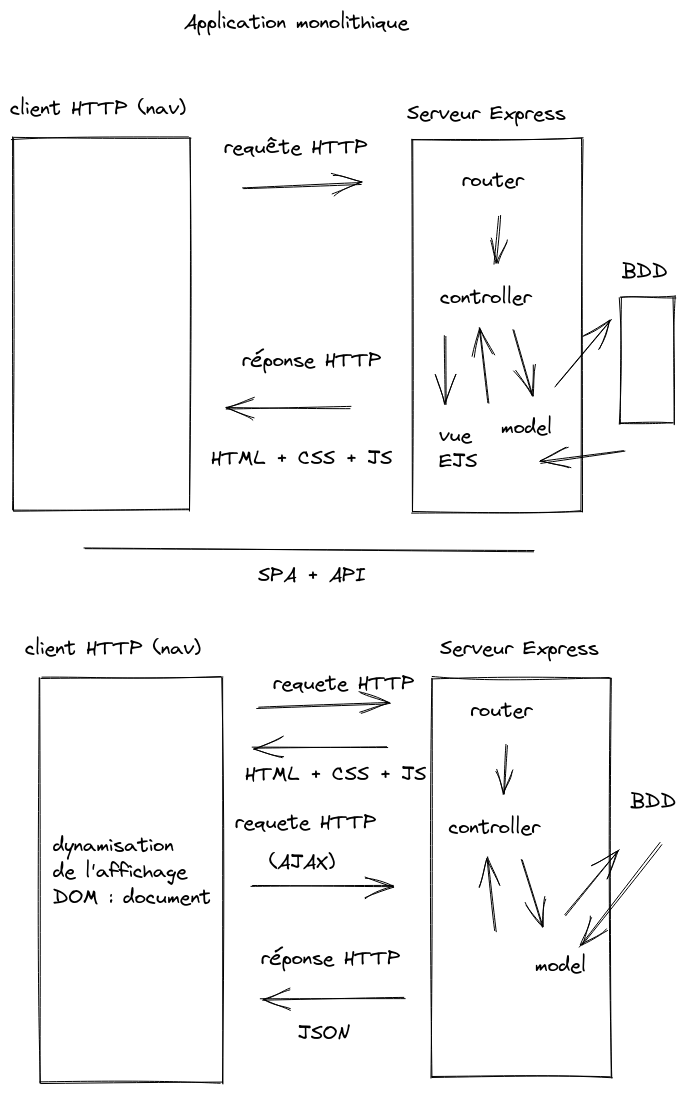 Application monolithique
client HTTP (nav)
Serveur Express
requête HTTP
router
BDD
controller
réponse HTTP
model
vue
EJS
HTML + CSS + JS
SPA + API
client HTTP (nav)
Serveur Express
requete HTTP
router
HTML + CSS + JS
BDD
requete HTTP
(AJAX)
controller
dynamisation
de l'affichage
DOM : document
réponse HTTP
model
JSON